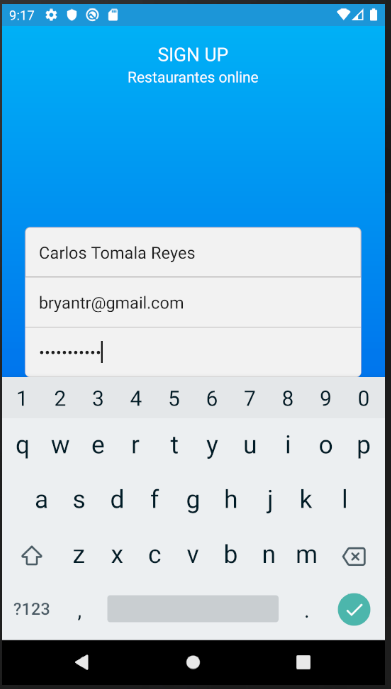 9:17
SIGN UP
Restaurantes online
Carlos Tomala Reyes
bryantr@gmail.com
•••••••••••
1 2 3 4 5 6 7 8 9 0
q w e r t y u i o p
a s d f g h j k l
z x c v b n m
?123 , .